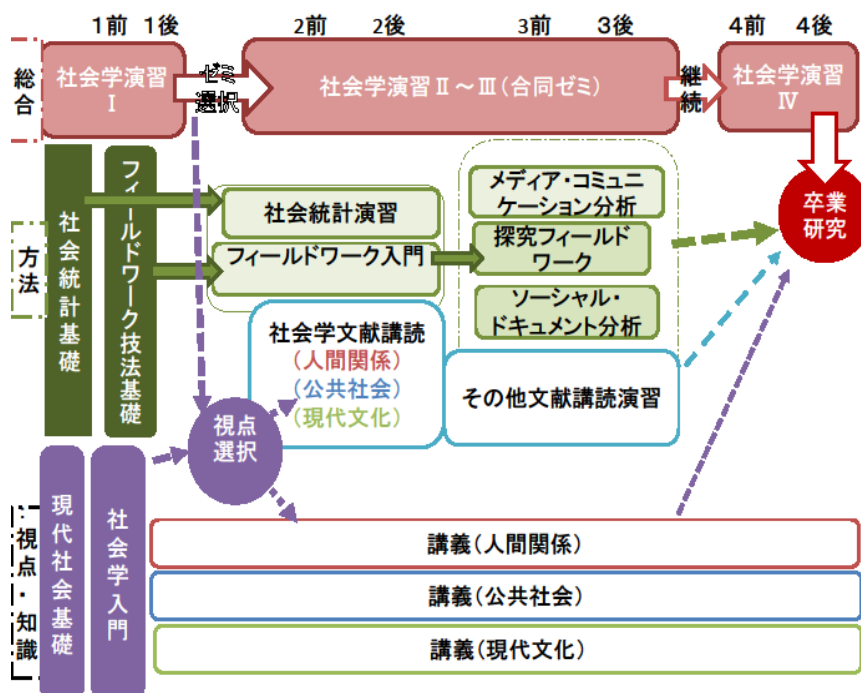 1前 1後 2前 2後 3前 3後 4前 4後
総合
社会学演習
Ⅰ
ゼミ
選択
社会学演習Ⅱ～Ⅲ(合同ゼミ)
継続
社会学演習
Ⅳ
方法
社会統計基礎
フィールドワーク技法基礎
社会統計演習
フィールドワーク入門
メディア・コミュニ
ケーション分析
探究フィールド
ワーク
ソーシャル・
ドキュメント分析
卒業
研究
社会学文献講読
(人間関係)
(公共社会)
(現代文化)
その他文献講読演習
視点
選択
:視点・知識
現代社会基礎
社会学入門
講義(人間関係)
講義(公共社会)
講義(現代文化)